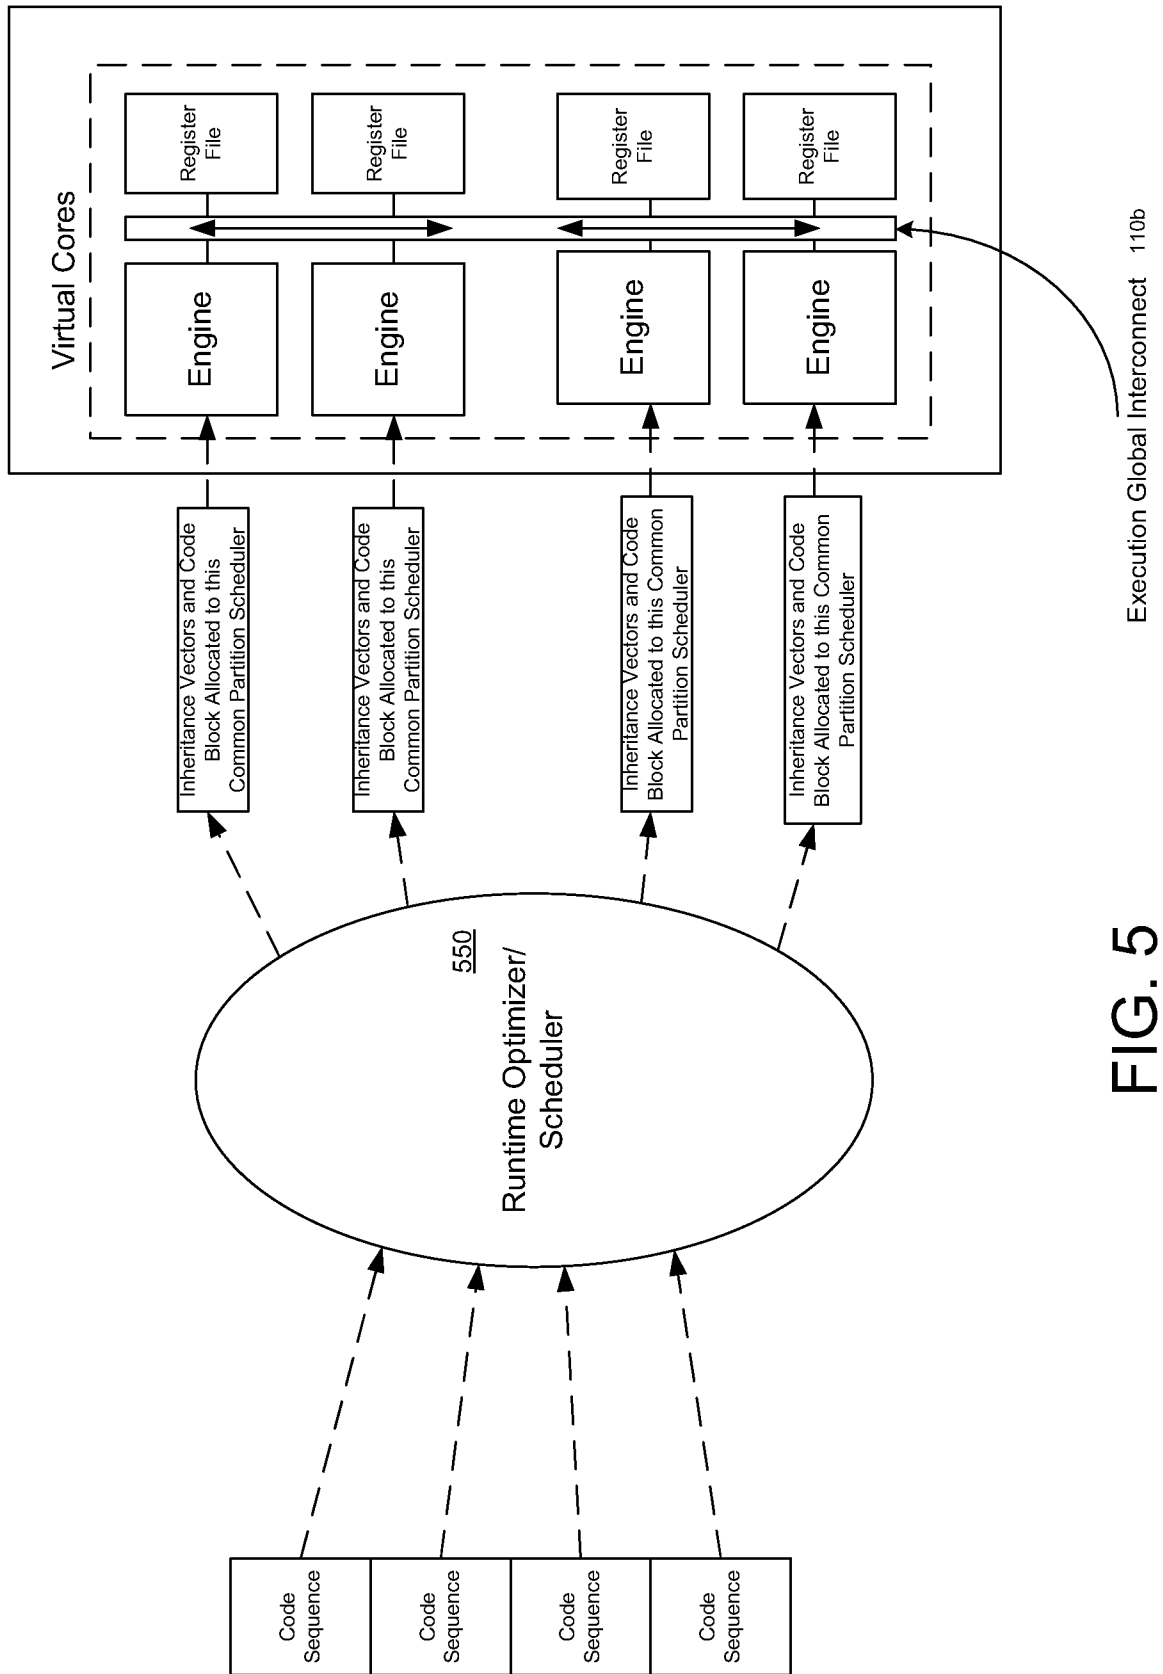 Code
Sequence
Code
Sequence
Code
Sequence
Code
Sequence
550
Runtime Optimizer/
Scheduler
Inheritance Vectors and Code
Block Allocated to this
Common Partition Scheduler
Inheritance Vectors and Code
Block Allocated to this
Common Partition Scheduler
Inheritance Vectors and Code
Block Allocated to this Common
Partition Scheduler
Inheritance Vectors and Code
Block Allocated to this Common
Partition Scheduler
Virtual Cores
Engine
Engine
Engine
Engine
Register
File
Register
File
Register
File
Register
File
Execution Global Interconnect 110b
FIG. 5